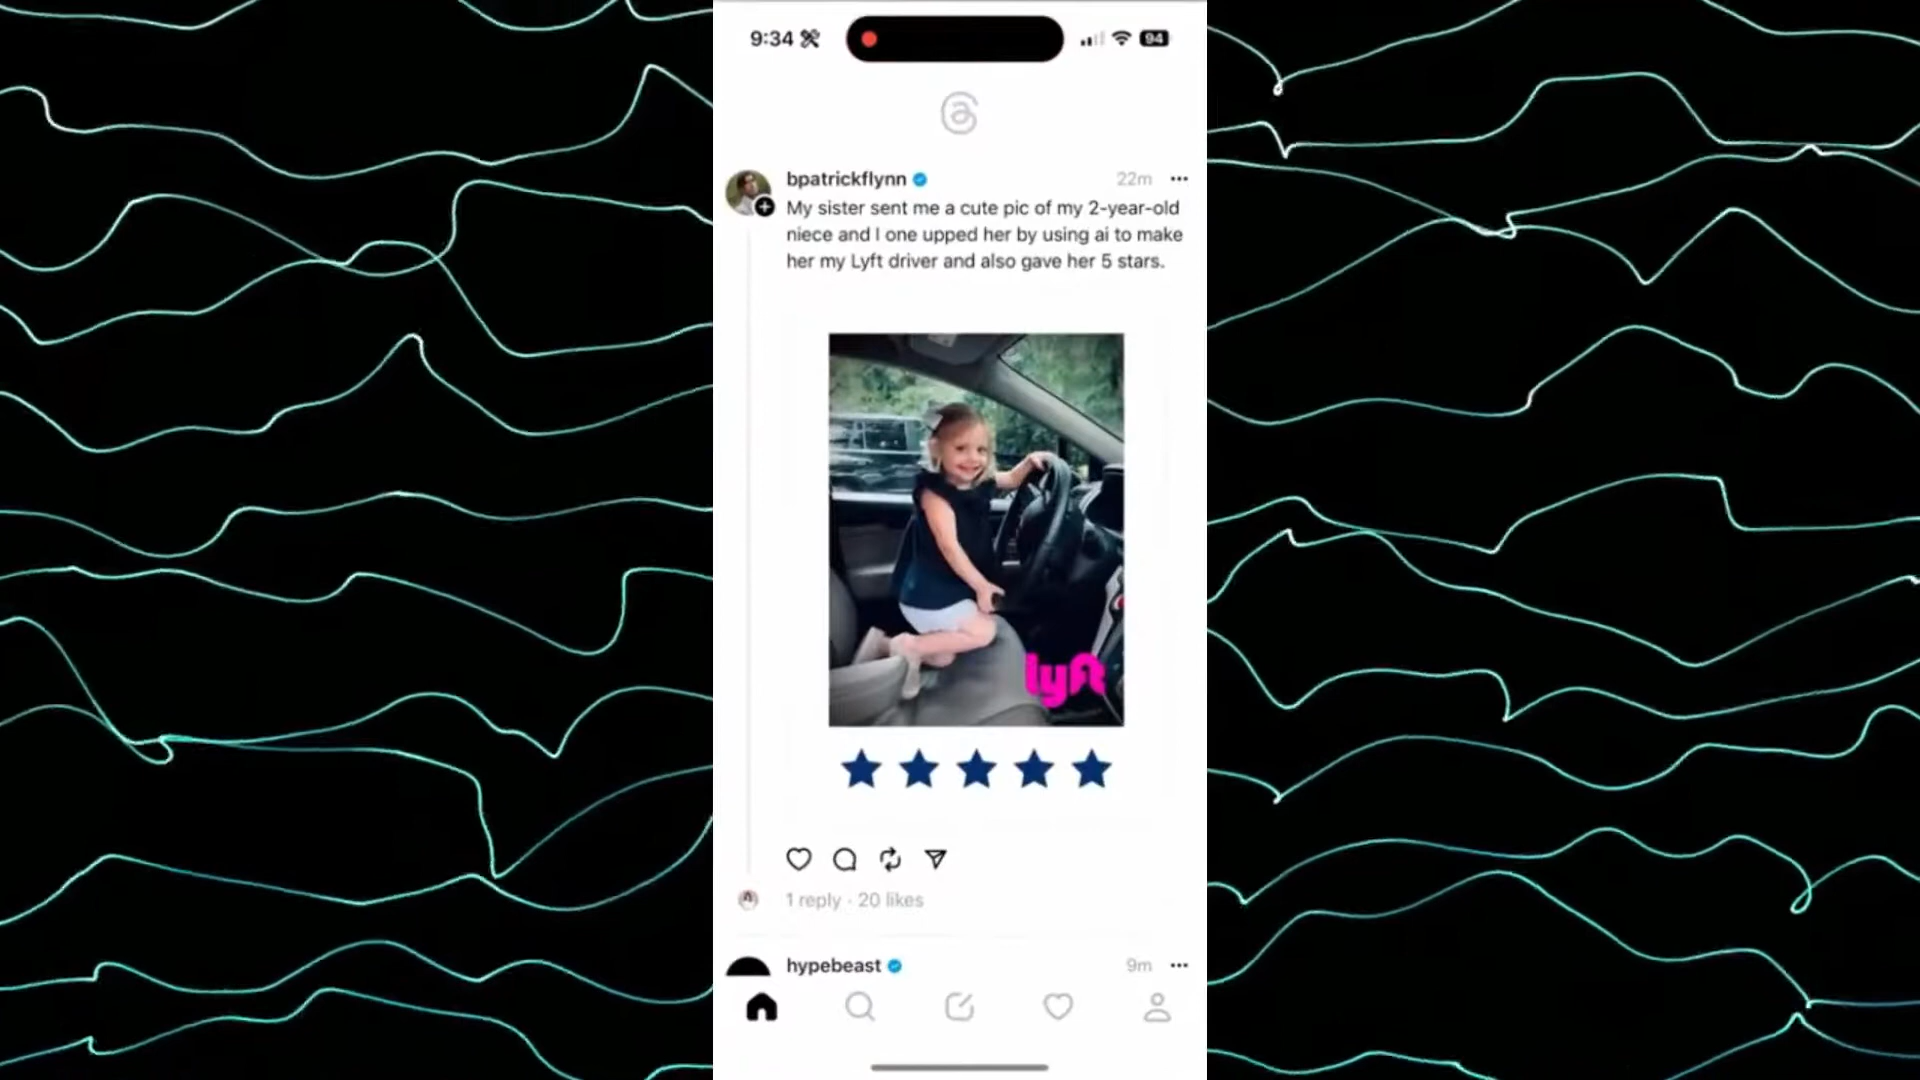 9:34
94
bpatrickflynn
22m
My sister sent me a cute pic of my 2-year-old
niece and I one upped her by using ai to make
her my Lyft driver and also gave her 5 stars.
lyft
1 reply · 20 likes
hypebeast
9m